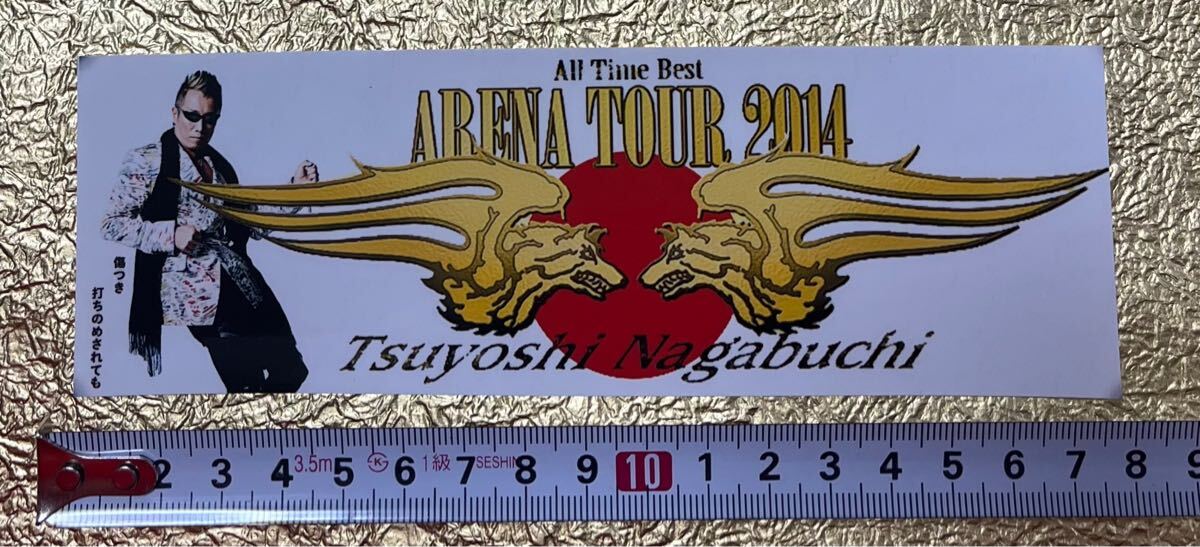 All Time Best
ARENA TOUR 2014
傷つき
打ちのめされても
Tsuyoshi Nagabuchi
2 3 4 3.5m 5 K 6 1級 7 SESHIN 8 9 10 1 2 3 4 5 6 7 8 9